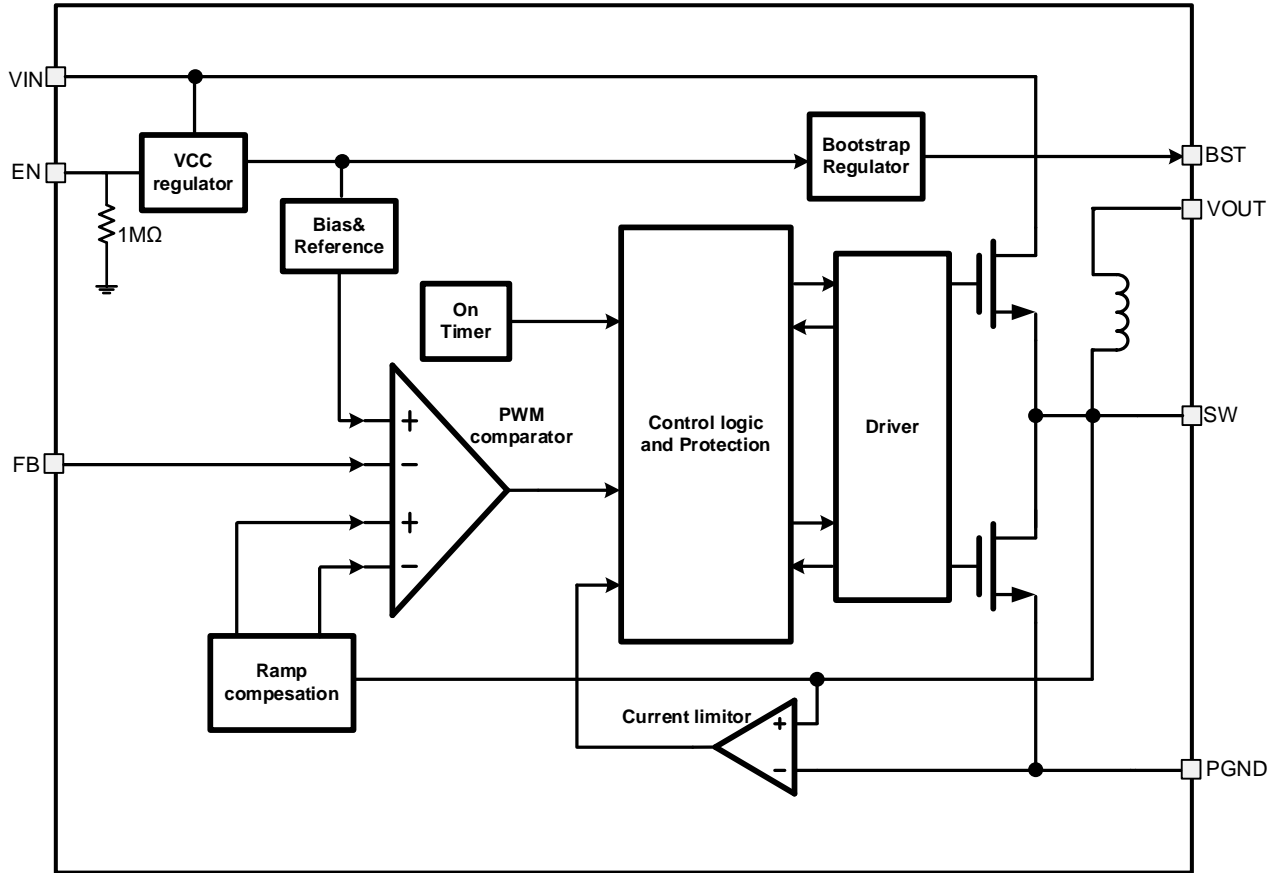 VIN
EN
VCC
regulator
1MΩ
Bias&
Reference
Bootstrap
Regulator
BST
VOUT
On
Timer
PWM
comparator
+
−
+
−
FB
Control logic
and Protection
Driver
SW
Ramp
compesation
Current limitor
+
−
PGND